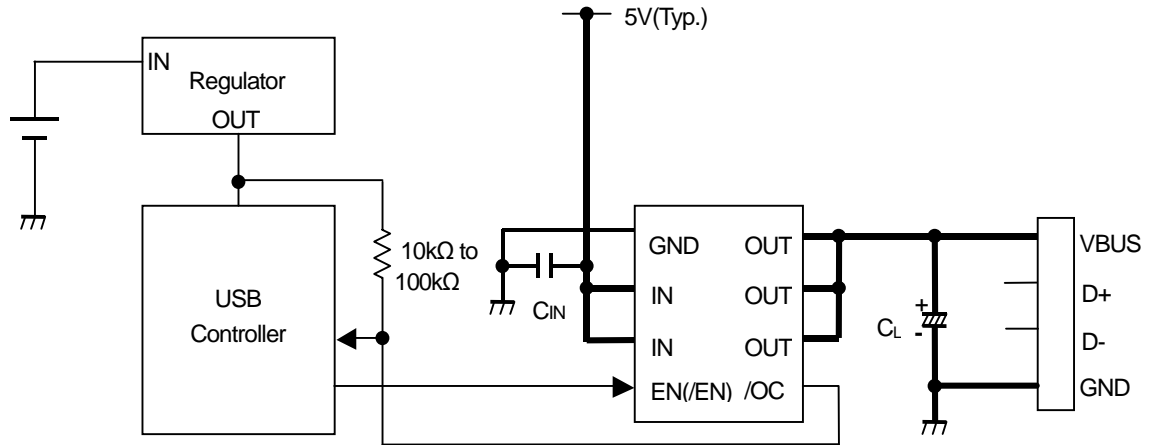 5V(Typ.)
IN
Regulator
OUT
10kΩ to
100kΩ
USB
Controller
CIN
GND OUT
IN OUT
IN OUT
EN(/EN) /OC
+
CL
-
VBUS
D+
D-
GND